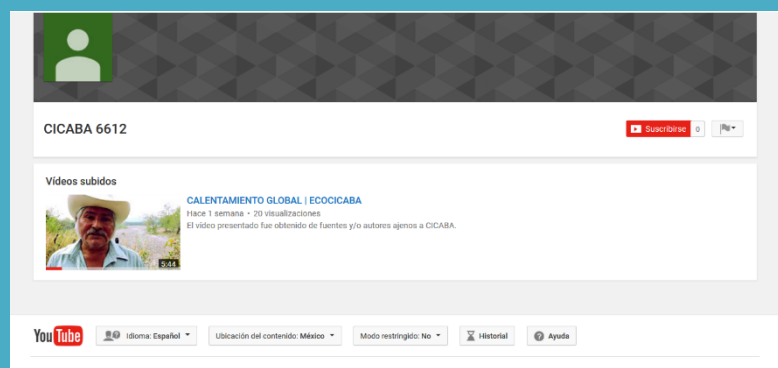 CICABA 6612
Suscribirse 0
Vídeos subidos
CALENTAMIENTO GLOBAL | ECOCICABA
Hace 1 semana • 20 visualizaciones
El video presentado fue obtenido de fuentes y/o autores ajenos a CICABA.
5:44
YouTube Idioma: Español Ubicación del contenido: México Modo restringido: No Historial Ayuda